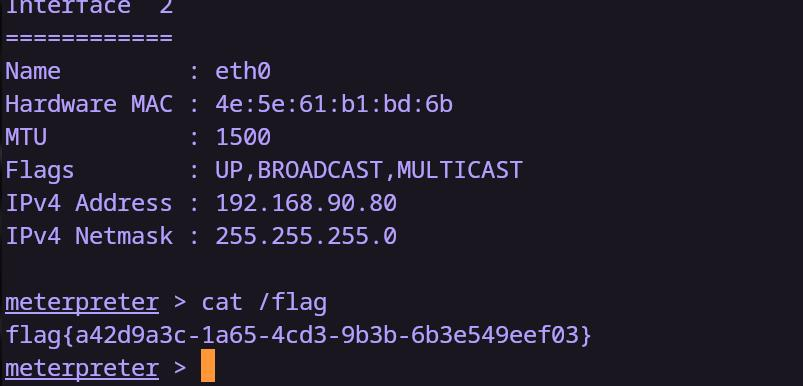 Interface  2
============
Name         : eth0
Hardware MAC : 4e:5e:61:b1:bd:6b
MTU          : 1500
Flags        : UP,BROADCAST,MULTICAST
IPv4 Address : 192.168.90.80
IPv4 Netmask : 255.255.255.0

meterpreter > cat /flag
flag{a42d9a3c-1a65-4cd3-9b3b-6b3e549eef03}
meterpreter >